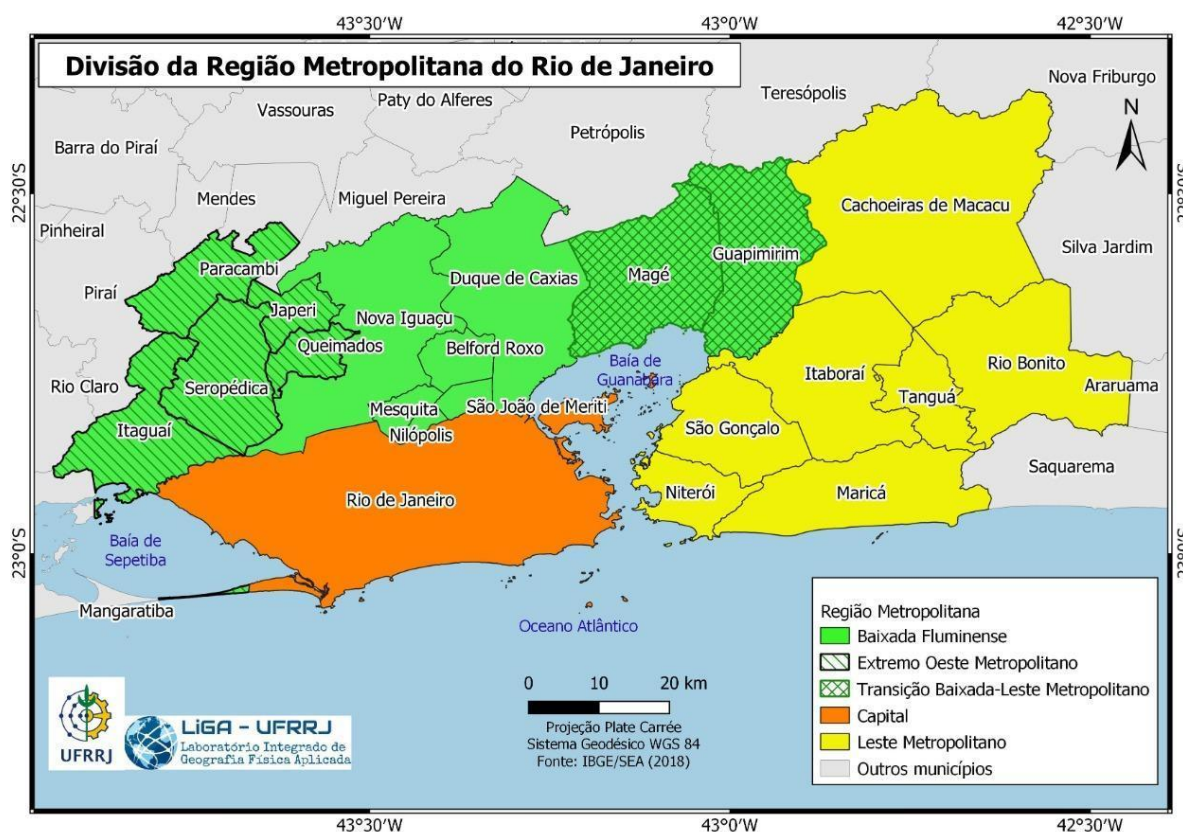 43°30'W
43°0'W
42°30'W
Divisão da Região Metropolitana do Rio de Janeiro
Nova Friburgo
Teresópolis
Paty do Alferes
Vassouras
Petrópolis
Barra do Piraí
N
22°30'S
22°30'S
Mendes
Miguel Pereira
Cachoeiras de Macacu
Pinheiral
Silva Jardim
Guapimirim
Paracambi
Magé
Duque de Caxias
Piraí
Japeri
Nova Iguaçu
Queimados
Belford Roxo
Baía de
Guanabara
Rio Bonito
Itaboraí
Rio Claro
Seropédica
Araruama
Tanguá
Mesquita
São João de Meriti
São Gonçalo
Itaguaí
Nilópolis
Saquarema
Rio de Janeiro
Niterói
Maricá
23°0'S
23°0'S
Baía de
Sepetiba
Mangaratiba
Oceano Atlântico
Região Metropolitana
Baixada Fluminense
Extremo Oeste Metropolitano
Transição Baixada-Leste Metropolitano
Capital
Leste Metropolitano
Outros municípios
0 10 20 km
Projeção Plate Carrée
Sistema Geodésico WGS 84
Fonte: IBGE/SEA (2018)
UFRRJ
LiGA - UFRRJ
Laboratório Integrado de
Geografia Física Aplicada
43°30'W
43°0'W
42°30'W